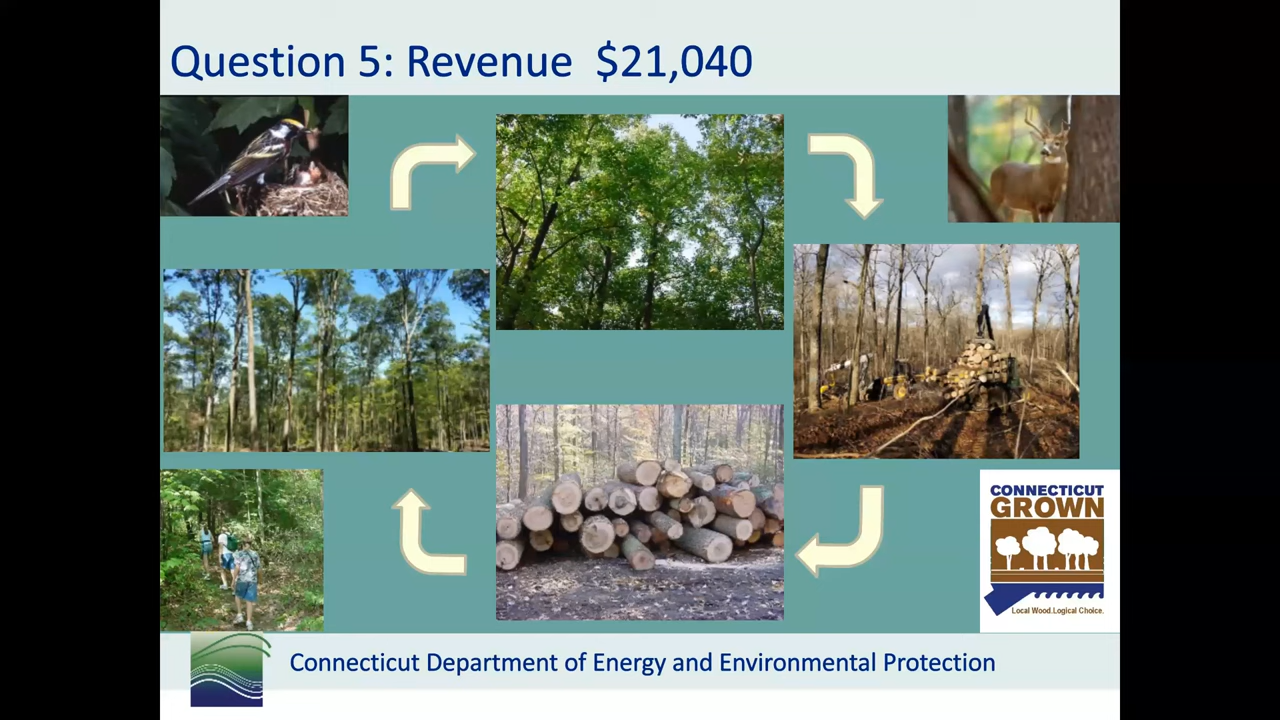 Question 5: Revenue $21,040
CONNECTICUT
GROWN
Local Wood.Logical Choice.
Connecticut Department of Energy and Environmental Protection